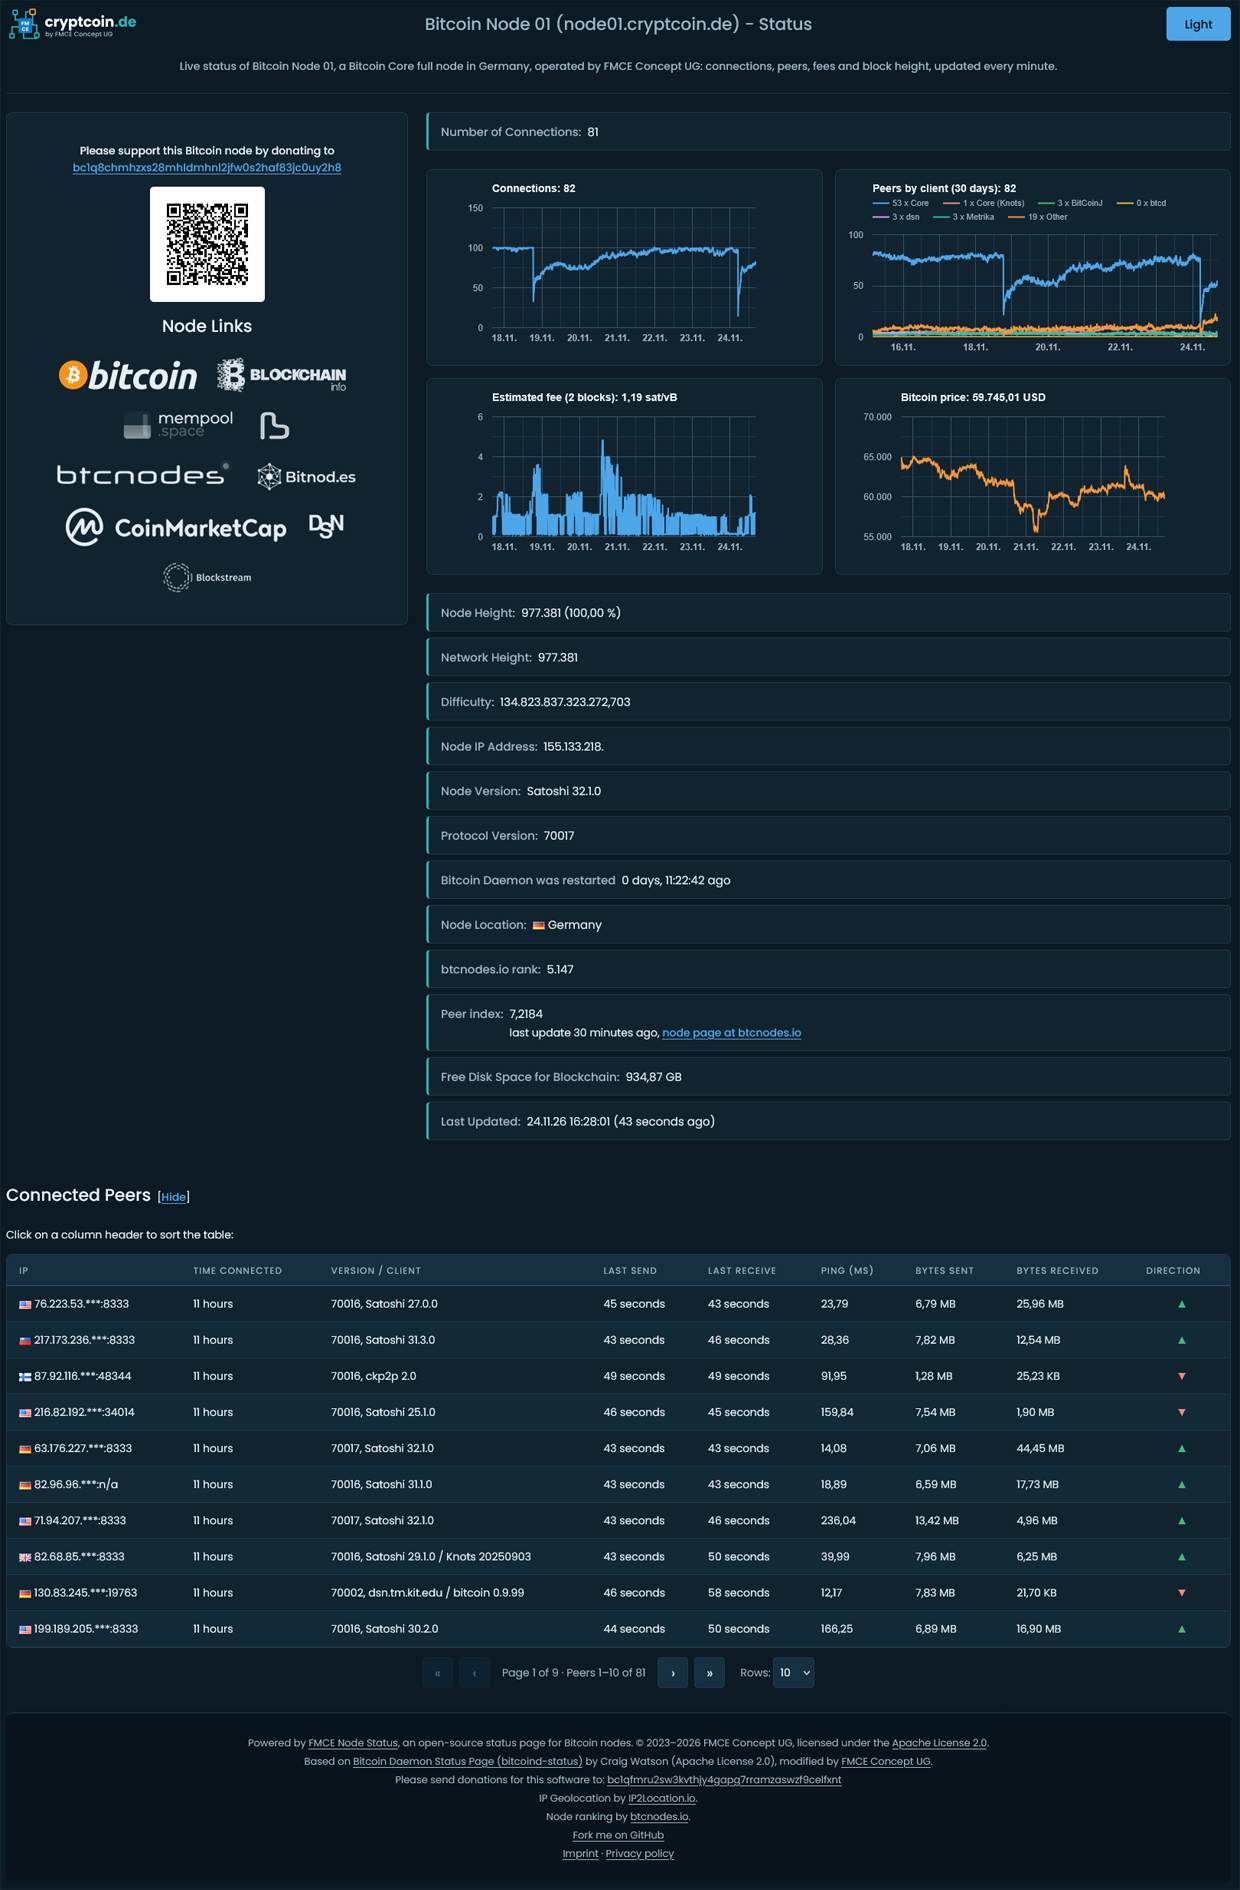 cryptcoin.de
by FMCE Concept UG
FM
CE
Bitcoin Node 01 (node01.cryptcoin.de) - Status
Light
Live status of Bitcoin Node 01, a Bitcoin Core full node in Germany, operated by FMCE Concept UG: connections, peers, fees and block height, updated every minute.
Please support this Bitcoin node by donating to
bc1q8chmhzxs28mhldmhnl2jfw0s2haf83jc0uy2h8
Node Links
bitcoin
BLOCKCHAIN
info
mempool
.space
btcnodes
Bitnod.es
CoinMarketCap
DSN
Blockstream
Number of Connections: 81
Connections: 82
150
100
50
0
18.11. 19.11. 20.11. 21.11. 22.11. 23.11. 24.11.
Peers by client (30 days): 82
53 x Core 1 x Core (Knots) 3 x BitCoinJ 0 x btcd
3 x dsn 3 x Metrika 19 x Other
100
50
0
16.11. 18.11. 20.11. 22.11. 24.11.
Estimated fee (2 blocks): 1,19 sat/vB
6
4
2
0
18.11. 19.11. 20.11. 21.11. 22.11. 23.11. 24.11.
Bitcoin price: 59.745,01 USD
70.000
65.000
60.000
55.000
18.11. 19.11. 20.11. 21.11. 22.11. 23.11. 24.11.
Node Height: 977.381 (100,00 %)
Network Height: 977.381
Difficulty: 134.823.837.323.272,703
Node IP Address: 155.133.218.
Node Version: Satoshi 32.1.0
Protocol Version: 70017
Bitcoin Daemon was restarted 0 days, 11:22:42 ago
Node Location: Germany
btcnodes.io rank: 5.147
Peer index: 7,2184
last update 30 minutes ago, node page at btcnodes.io
Free Disk Space for Blockchain: 934,87 GB
Last Updated: 24.11.26 16:28:01 (43 seconds ago)
Connected Peers [Hide]
Click on a column header to sort the table:
IP TIME CONNECTED VERSION / CLIENT LAST SEND LAST RECEIVE PING (MS) BYTES SENT BYTES RECEIVED DIRECTION
76.223.53.***:8333 11 hours 70016, Satoshi 27.0.0 45 seconds 43 seconds 23,79 6,79 MB 25,96 MB ▲
217.173.236.***:8333 11 hours 70016, Satoshi 31.3.0 43 seconds 46 seconds 28,36 7,82 MB 12,54 MB ▲
87.92.116.***:48344 11 hours 70016, ckp2p 2.0 49 seconds 49 seconds 91,95 1,28 MB 25,23 KB ▼
216.82.192.***:34014 11 hours 70016, Satoshi 25.1.0 46 seconds 45 seconds 159,84 7,54 MB 1,90 MB ▼
63.176.227.***:8333 11 hours 70017, Satoshi 32.1.0 43 seconds 43 seconds 14,08 7,06 MB 44,45 MB ▲
82.96.96.***:n/a 11 hours 70016, Satoshi 31.1.0 43 seconds 43 seconds 18,89 6,59 MB 17,73 MB ▲
71.94.207.***:8333 11 hours 70017, Satoshi 32.1.0 43 seconds 46 seconds 236,04 13,42 MB 4,96 MB ▲
82.68.85.***:8333 11 hours 70016, Satoshi 29.1.0 / Knots 20250903 43 seconds 50 seconds 39,99 7,96 MB 6,25 MB ▲
130.83.245.***:19763 11 hours 70002, dsn.tm.kit.edu / bitcoin 0.9.99 46 seconds 58 seconds 12,17 7,83 MB 21,70 KB ▼
199.189.205.***:8333 11 hours 70016, Satoshi 30.2.0 44 seconds 50 seconds 166,25 6,89 MB 16,90 MB ▲
« ‹ Page 1 of 9 · Peers 1–10 of 81 › » Rows: 10
Powered by FMCE Node Status, an open-source status page for Bitcoin nodes. © 2023–2026 FMCE Concept UG, licensed under the Apache License 2.0.
Based on Bitcoin Daemon Status Page (bitcoind-status) by Craig Watson (Apache License 2.0), modified by FMCE Concept UG.
Please send donations for this software to: bc1qfmru2sw3kvthjy4gapg7rramzaswzf9celfxnt
IP Geolocation by IP2Location.io.
Node ranking by btcnodes.io.
Fork me on GitHub
Imprint · Privacy policy